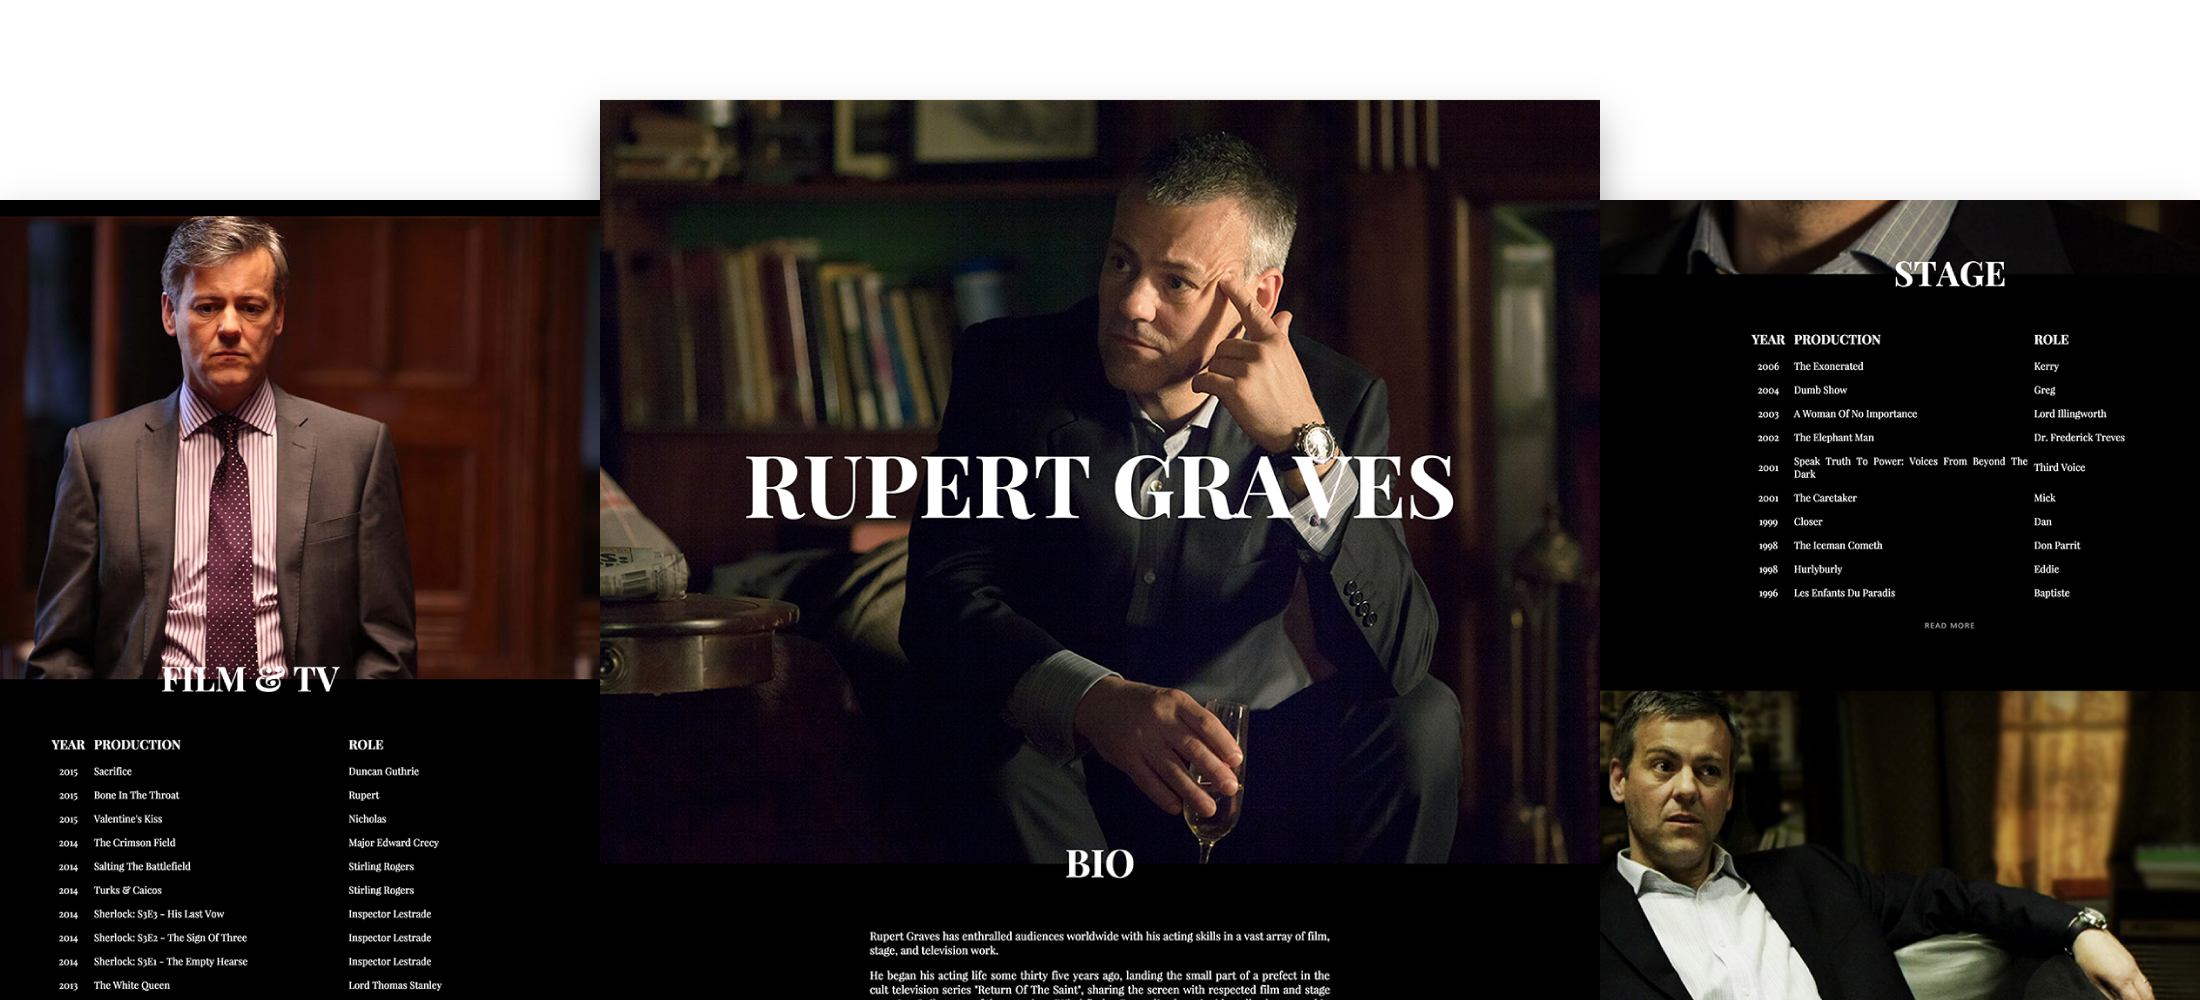 RUPERT GRAVES
BIO
Rupert Graves has enthralled audiences worldwide with his acting skills in a vast array of film,
stage, and television work.
He began his acting life some thirty five years ago, landing the small part of a prefect in the
cult television series "Return Of The Saint", sharing the screen with respected film and stage
FILM & TV
YEAR PRODUCTION ROLE
2015 Sacrifice Duncan Guthrie
2015 Bone In The Throat Rupert
2015 Valentine's Kiss Nicholas
2014 The Crimson Field Major Edward Crecy
2014 Salting The Battlefield Stirling Rogers
2014 Turks & Caicos Stirling Rogers
2014 Sherlock: S3E3 - His Last Vow Inspector Lestrade
2014 Sherlock: S3E2 - The Sign Of Three Inspector Lestrade
2014 Sherlock: S3E1 - The Empty Hearse Inspector Lestrade
2013 The White Queen Lord Thomas Stanley
STAGE
YEAR PRODUCTION ROLE
2006 The Exonerated Kerry
2004 Dumb Show Greg
2003 A Woman Of No Importance Lord Illingworth
2002 The Elephant Man Dr. Frederick Treves
2001 Speak Truth To Power: Voices From Beyond The
Dark Third Voice
2001 The Caretaker Mick
1999 Closer Dan
1998 The Iceman Cometh Don Parrit
1998 Hurlyburly Eddie
1996 Les Enfants Du Paradis Baptiste
READ MORE